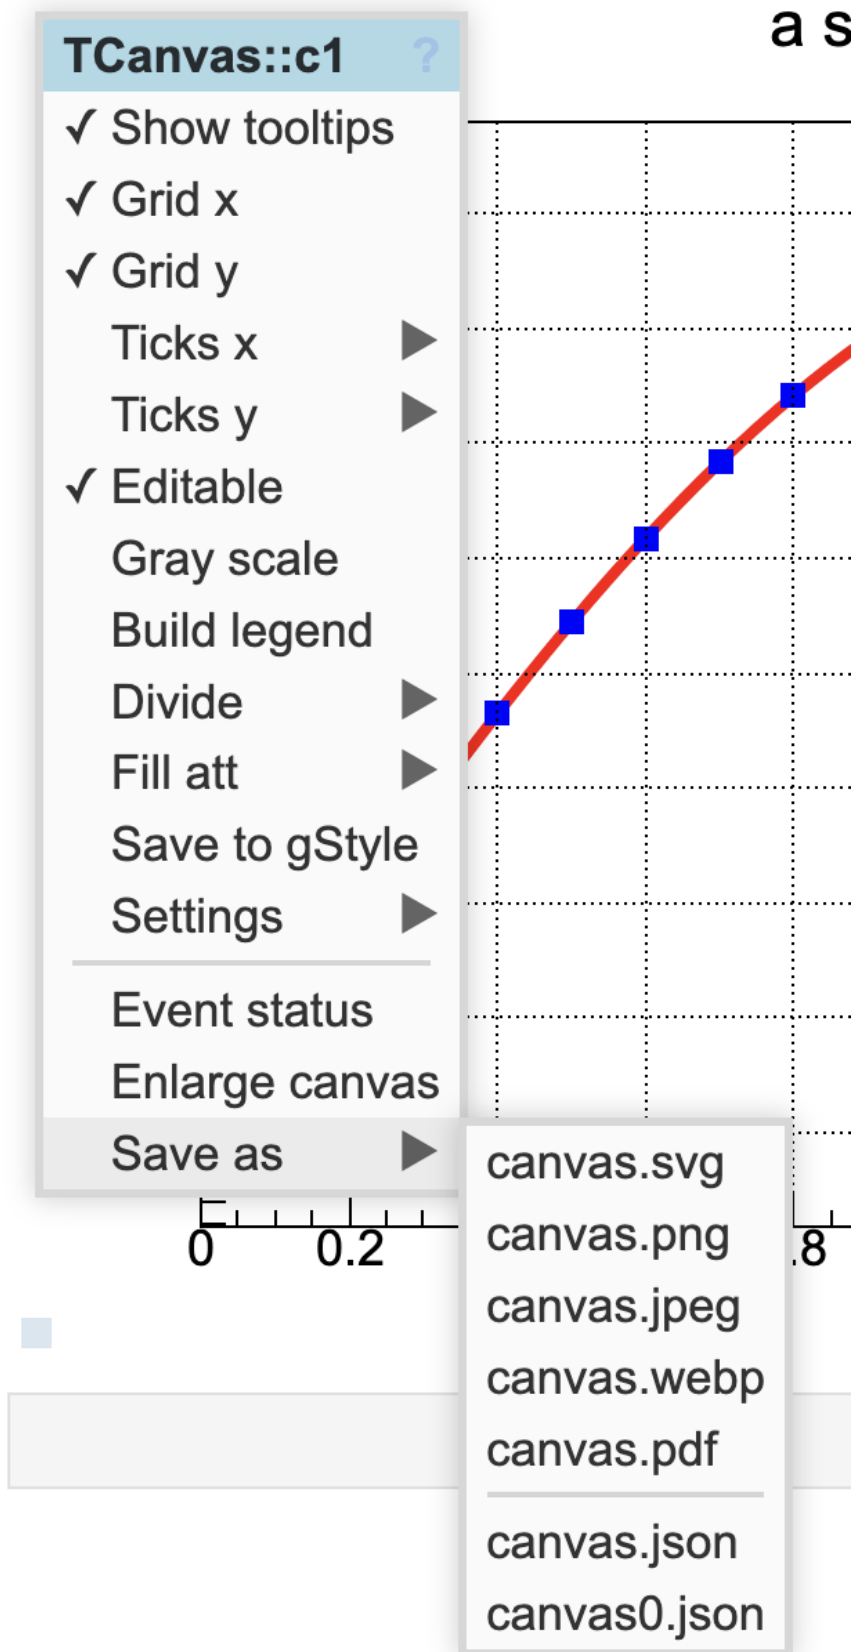 a s
TCanvas::c1 ?
✓ Show tooltips
✓ Grid x
✓ Grid y
Ticks x ▶
Ticks y ▶
✓ Editable
Gray scale
Build legend
Divide ▶
Fill att ▶
Save to gStyle
Settings ▶
Event status
Enlarge canvas
Save as ▶
canvas.svg
canvas.png
canvas.jpeg
canvas.webp
canvas.pdf
canvas.json
canvas0.json
0 0.2 .8